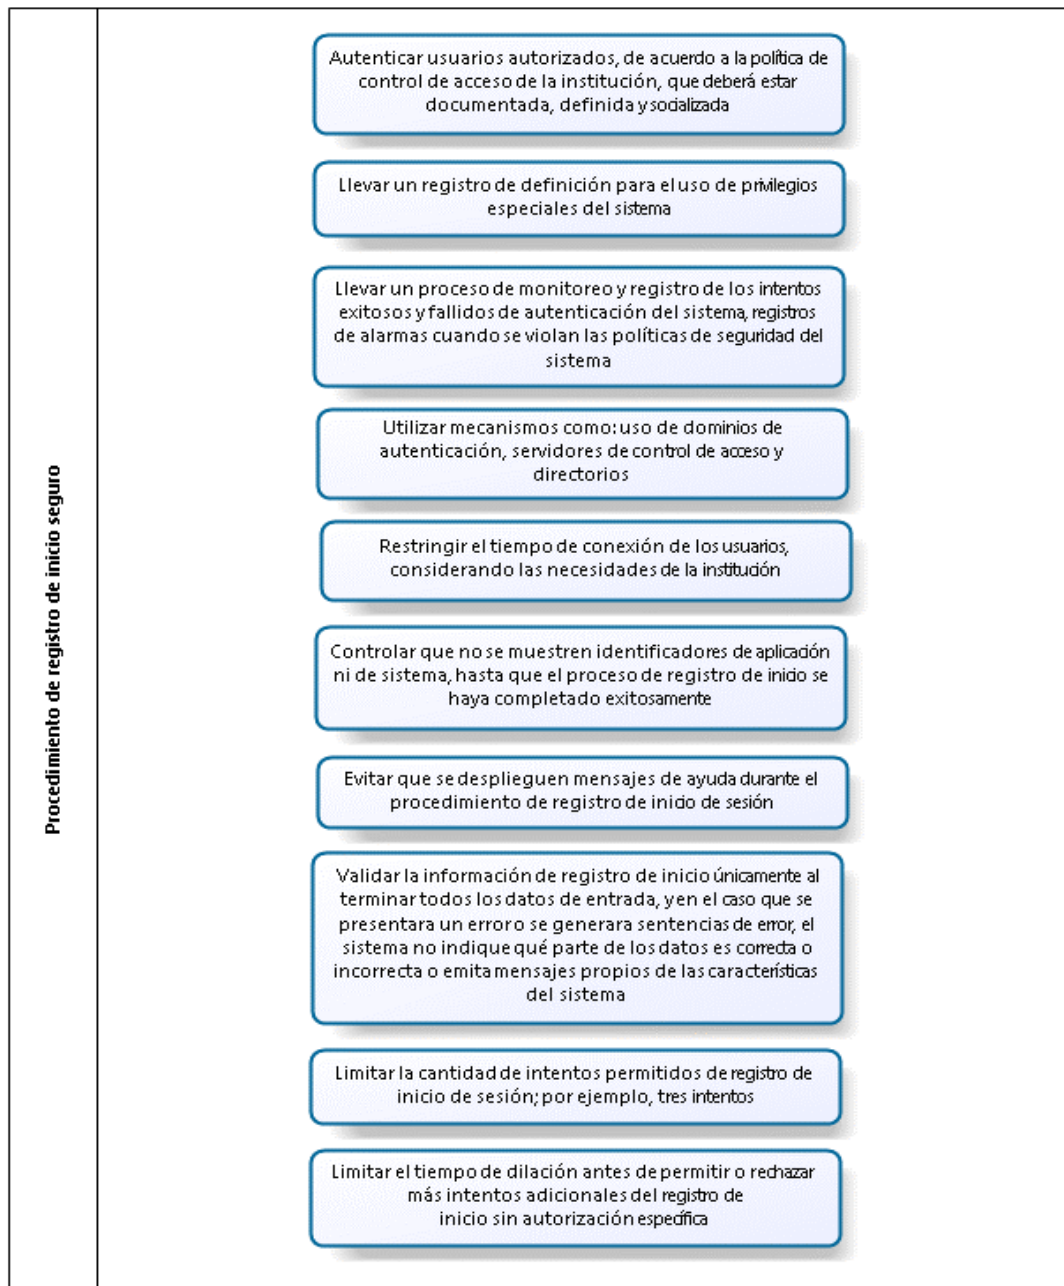 Procedimiento de registro de inicio seguro
Autenticar usuarios autorizados, de acuerdo a la política de
control de acceso de la institución, que deberá estar
documentada, definida y socializada
Llevar un registro de definición para el uso de privilegios
especiales del sistema
Llevar un proceso de monitoreo y registro de los intentos
exitosos y fallidos de autenticación del sistema, registros
de alarmas cuando se violan las políticas de seguridad del
sistema
Utilizar mecanismos como: uso de dominios de
autenticación, servidores de control de acceso y
directorios
Restringir el tiempo de conexión de los usuarios,
considerando las necesidades de la institución
Controlar que no se muestren identificadores de aplicación
ni de sistema, hasta que el proceso de registro de inicio se
haya completado exitosamente
Evitar que se desplieguen mensajes de ayuda durante el
procedimiento de registro de inicio de sesión
Validar la información de registro de inicio únicamente al
terminar todos los datos de entrada, y en el caso que se
presentara un error o se generara sentencias de error, el
sistema no indique qué parte de los datos es correcta o
incorrecta o emita mensajes propios de las características
del sistema
Limitar la cantidad de intentos permitidos de registro de
inicio de sesión; por ejemplo, tres intentos
Limitar el tiempo de dilación antes de permitir o rechazar
más intentos adicionales del registro de
inicio sin autorización específica